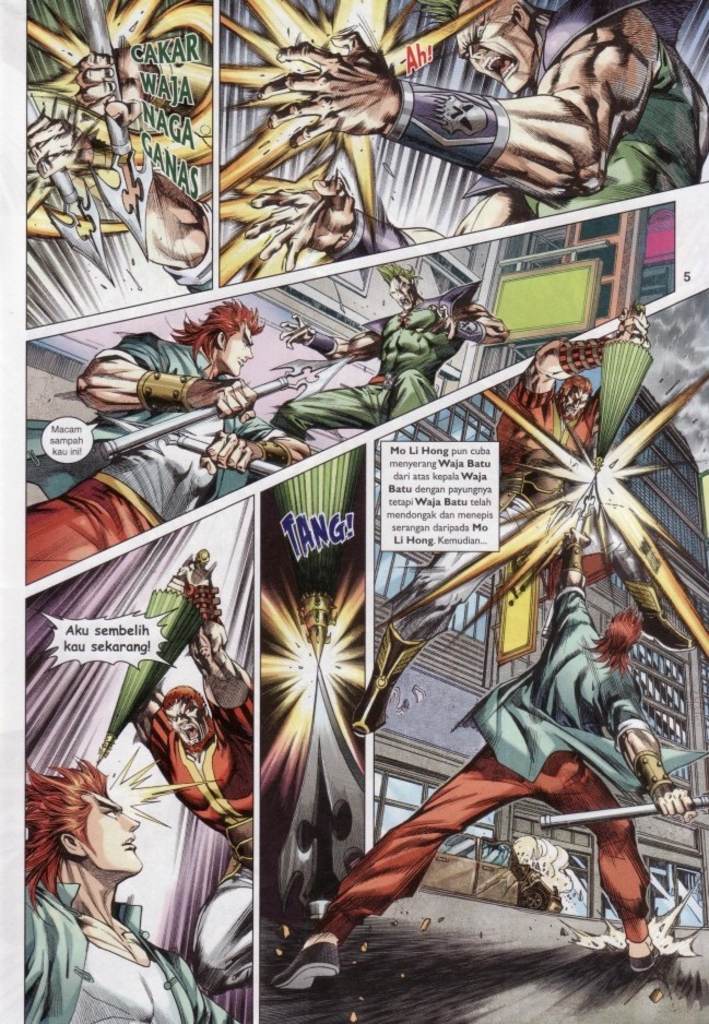 CAKAR
WAJA
NAGA
GANAS
Ah!
5
Macam
sampah
kau ini!
Mo Li Hong pun cuba
menyerang Waja Batu
dari atas kepala Waja
Batu dengan payungnya
tetapi Waja Batu telah
mendongak dan menepis
serangan daripada Mo
Li Hong. Kemudian...
Aku sembelih
kau sekarang!
TANG!